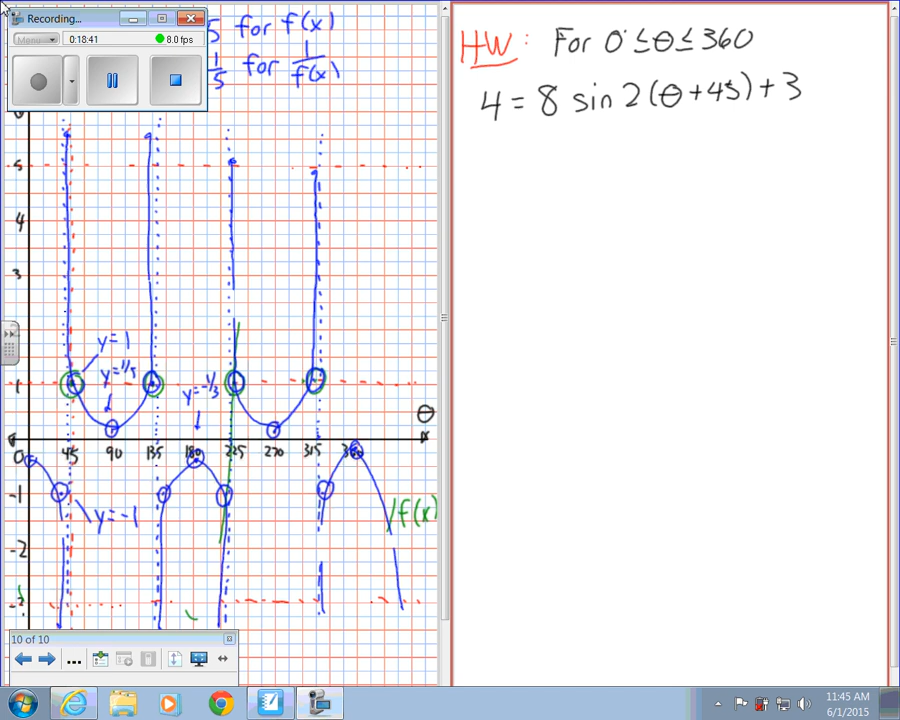 Recording...
Menu
0:18:41
8.0 fps
5 for f(x)
1/5 for 1/f(x)
5
4
3
y=1
y=1/5
y=-1/3
1
θ
0 45 90 135 180 225 270 315 360
-1
y=-1
f(x)
-2
10 of 10
HW: For 0°≤θ≤360
4 = 8 sin 2(θ+45)+3
11:45 AM
6/1/2015